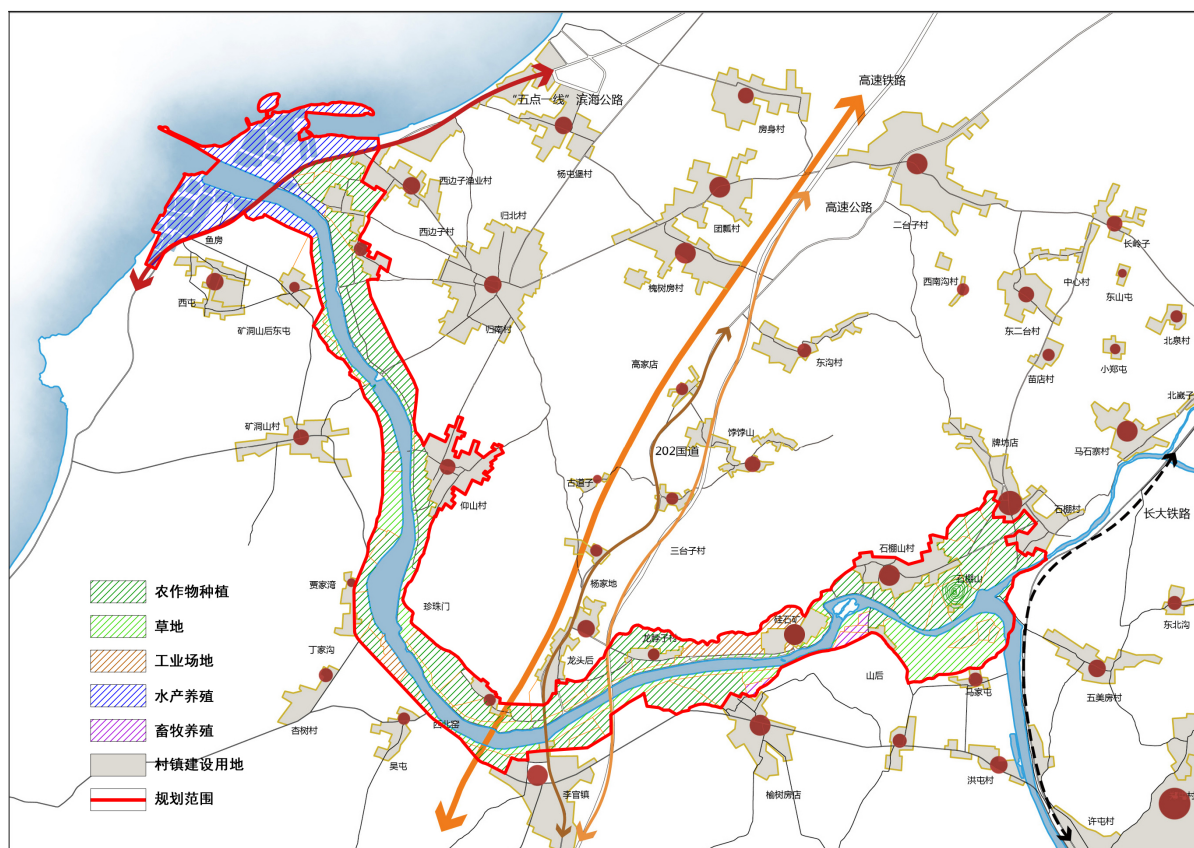 高速铁路
"五点一线"滨海公路
房身村
杨屯堡村
西边子渔业村
归北村
团瓢村
高速公路
二台子村
长岭子
鱼房
西边子村
西屯
槐树房村
西南沟村
中心村
东山屯
矿洞山后东屯
归南村
东二台村
北泉村
高家店
东沟村
苗店村
小郑屯
北崴子
矿洞山村
饽饽山
牌坊店
202国道
马石寨村
古道子
仰山村
石棚村
长大铁路
三台子村
石棚山村
杨家地
石棚山
贾家湾
珍珠门
硅石矿
东北沟
丁家沟
龙头后
山后
马家屯
五美房村
杏树村
吴屯
李官镇
榆树房店
洪屯村
许屯村
农作物种植
草地
工业场地
水产养殖
畜牧养殖
村镇建设用地
规划范围